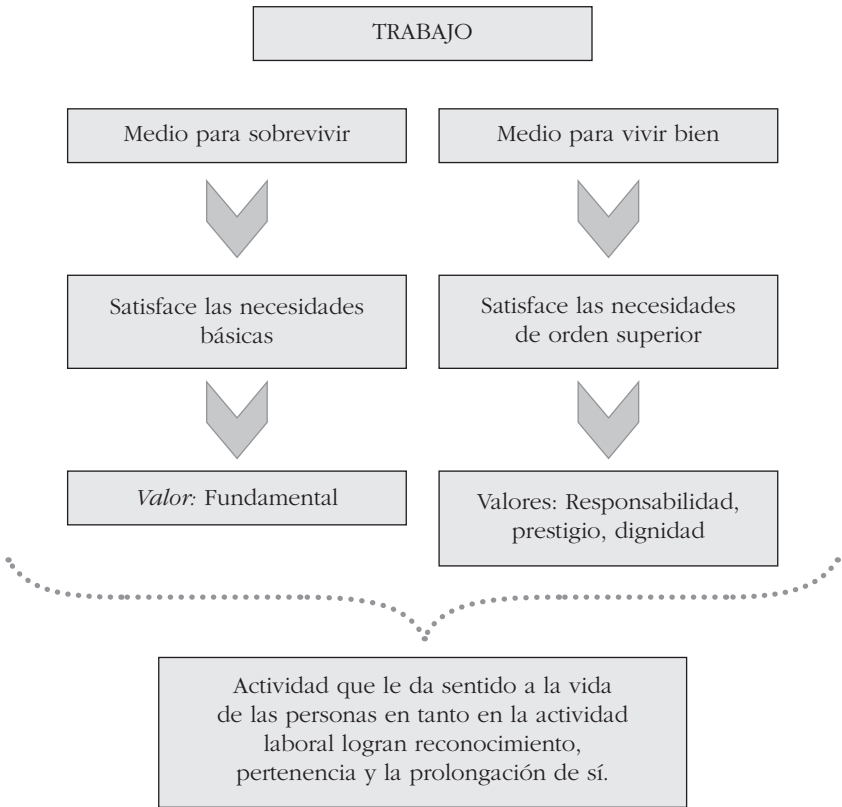 TRABAJO
Medio para sobrevivir
Medio para vivir bien
Satisface las necesidades
básicas
Satisface las necesidades
de orden superior
Valor: Fundamental
Valores: Responsabilidad,
prestigio, dignidad
Actividad que le da sentido a la vida
de las personas en tanto en la actividad
laboral logran reconocimiento,
pertenencia y la prolongación de sí.